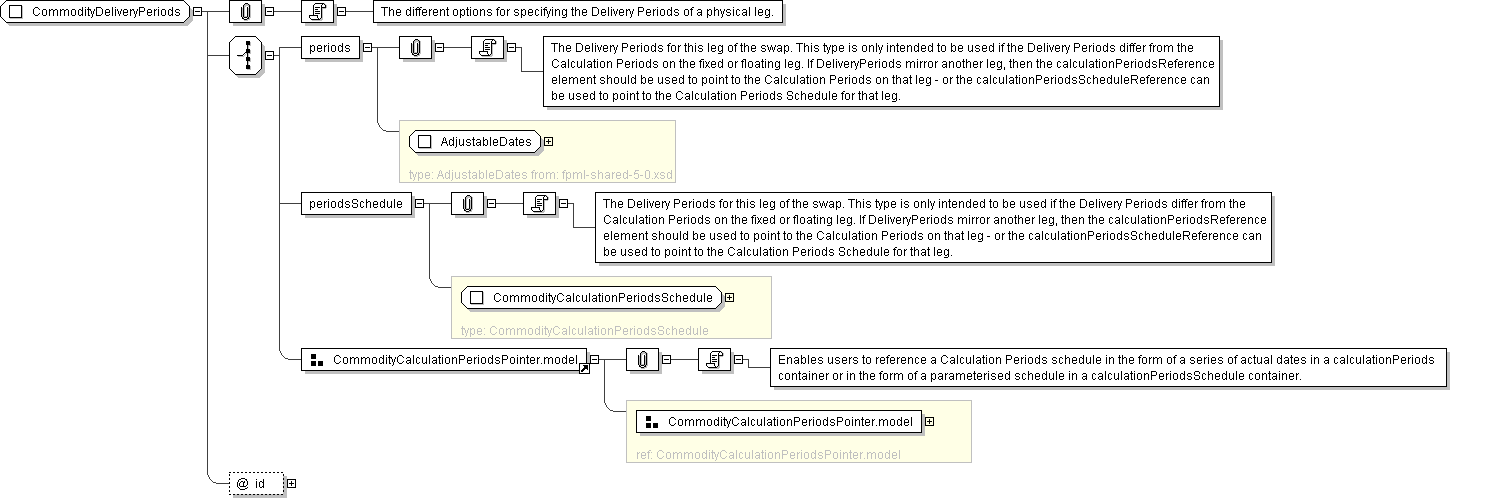 CommodityDeliveryPeriods
The different options for specifying the Delivery Periods of a physical leg.
periods
The Delivery Periods for this leg of the swap. This type is only intended to be used if the Delivery Periods differ from the
Calculation Periods on the fixed or floating leg. If DeliveryPeriods mirror another leg, then the calculationPeriodsReference
element should be used to point to the Calculation Periods on that leg - or the calculationPeriodsScheduleReference can
be used to point to the Calculation Periods Schedule for that leg.
AdjustableDates
type: AdjustableDates from: fpml-shared-5-0.xsd
periodsSchedule
The Delivery Periods for this leg of the swap. This type is only intended to be used if the Delivery Periods differ from the
Calculation Periods on the fixed or floating leg. If DeliveryPeriods mirror another leg, then the calculationPeriodsReference
element should be used to point to the Calculation Periods on that leg - or the calculationPeriodsScheduleReference can
be used to point to the Calculation Periods Schedule for that leg.
CommodityCalculationPeriodsSchedule
type: CommodityCalculationPeriodsSchedule
CommodityCalculationPeriodsPointer.model
Enables users to reference a Calculation Periods schedule in the form of a series of actual dates in a calculationPeriods
container or in the form of a parameterised schedule in a calculationPeriodsSchedule container.
CommodityCalculationPeriodsPointer.model
ref: CommodityCalculationPeriodsPointer.model
@ id